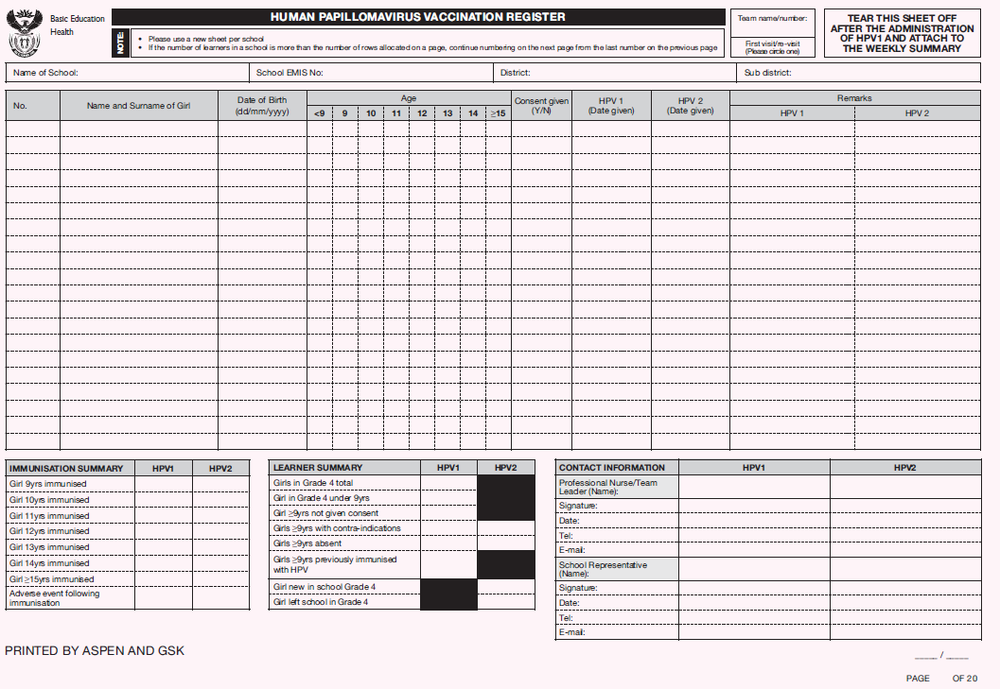 Basic Education
Health
HUMAN PAPILLOMAVIRUS VACCINATION REGISTER
NOTE:
• Please use a new sheet per school
• If the number of learners in a school is more than the number of rows allocated on a page, continue numbering on the next page from the last number on the previous page
Team name/number:
First visit/re-visit
(Please circle one)
TEAR THIS SHEET OFF
AFTER THE ADMINISTRATION
OF HPV1 AND ATTACH TO
THE WEEKLY SUMMARY
Name of School: School EMIS No: District: Sub district:
No. Name and Surname of Girl Date of Birth (dd/mm/yyyy) Age Consent given (Y/N) HPV 1 (Date given) HPV 2 (Date given) Remarks
<9 9 10 11 12 13 14 ≥15 HPV 1 HPV 2
IMMUNISATION SUMMARY HPV1 HPV2
Girl 9yrs immunised
Girl 10yrs immunised
Girl 11yrs immunised
Girl 12yrs immunised
Girl 13yrs immunised
Girl 14yrs immunised
Girl ≥15yrs immunised
Adverse event following
immunisation
LEARNER SUMMARY HPV1 HPV2
Girls in Grade 4 total
Girl in Grade 4 under 9yrs
Girl ≥9yrs not given consent
Girls ≥9yrs with contra-indications
Girls ≥9yrs absent
Girls ≥9yrs previously immunised
with HPV
Girl new in school Grade 4
Girl left school in Grade 4
CONTACT INFORMATION HPV1 HPV2
Professional Nurse/Team
Leader (Name):
Signature:
Date:
Tel:
E-mail:
School Representative
(Name):
Signature:
Date:
Tel:
E-mail:
PRINTED BY ASPEN AND GSK
____ / ____
PAGE OF 20